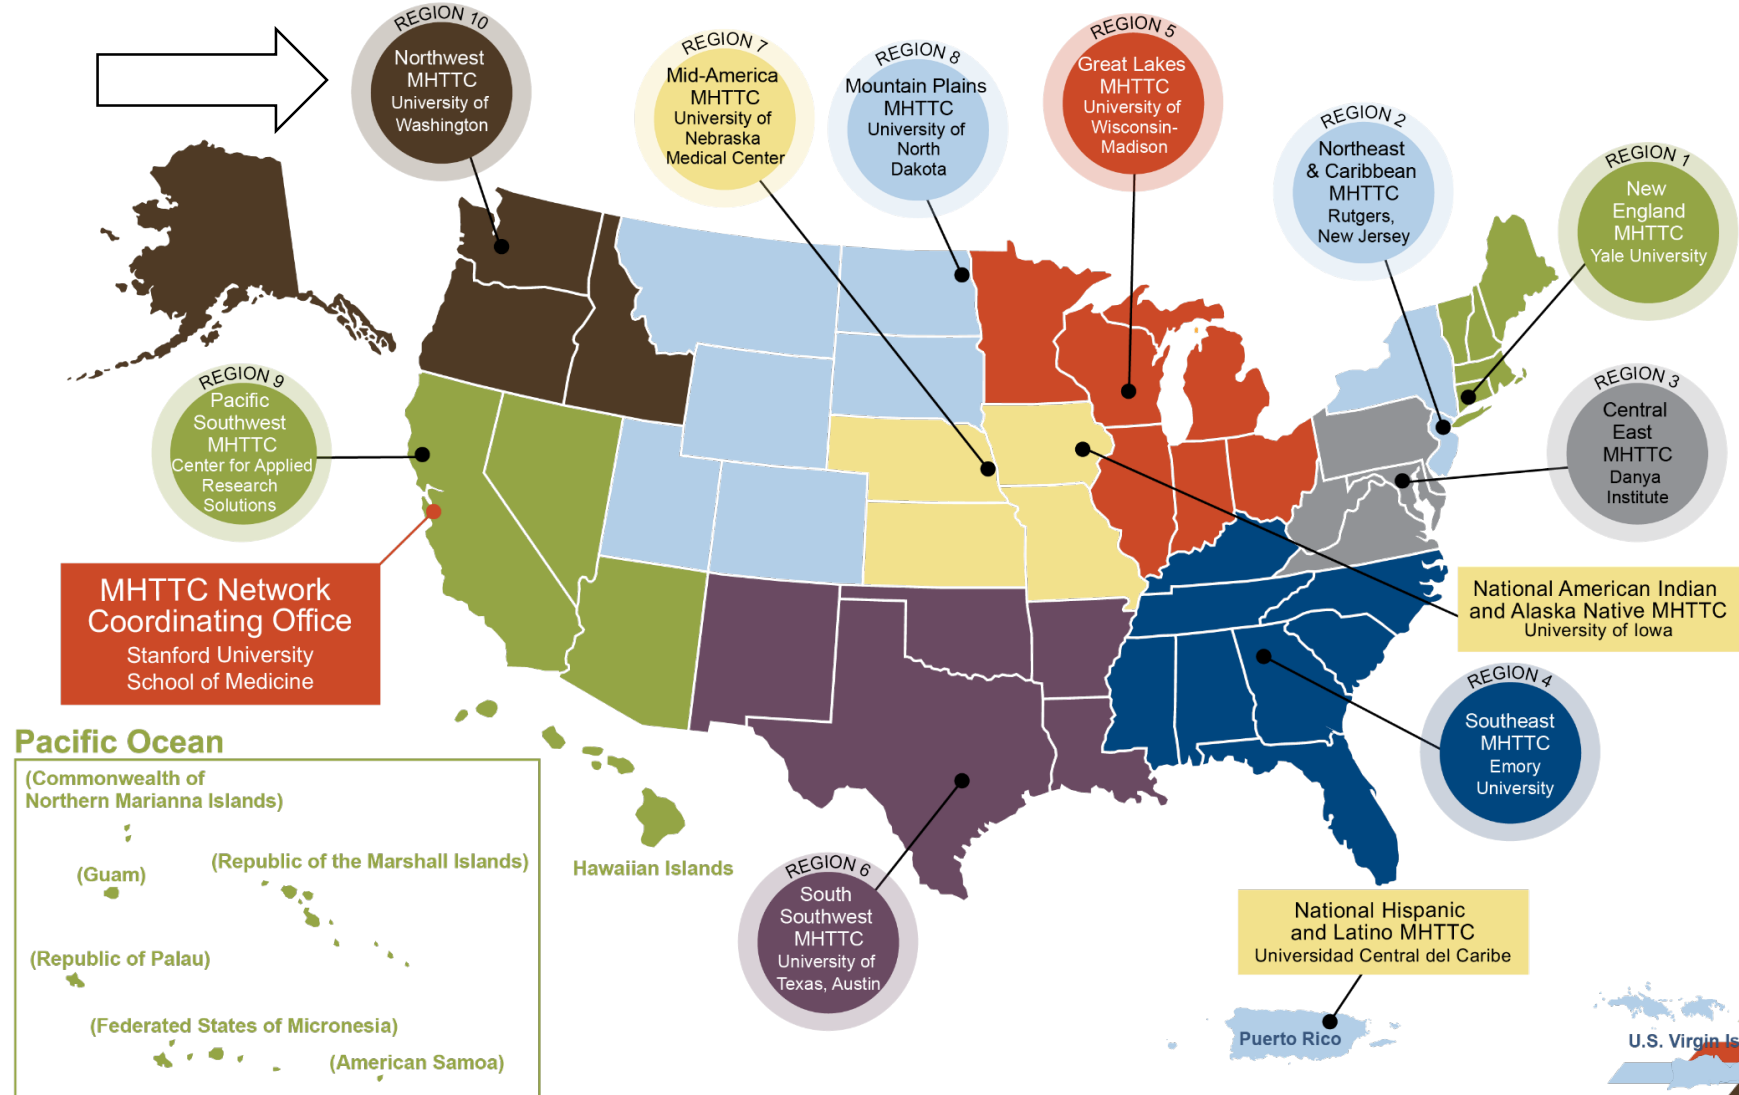 REGION 10
Northwest
MHTTC
University of
Washington
REGION 7
Mid-America
MHTTC
University of
Nebraska
Medical Center
REGION 8
Mountain Plains
MHTTC
University of
North
Dakota
REGION 5
Great Lakes
MHTTC
University of
Wisconsin-
Madison
REGION 2
Northeast
& Caribbean
MHTTC
Rutgers,
New Jersey
REGION 1
New
England
MHTTC
Yale University
REGION 9
Pacific
Southwest
MHTTC
Center for Applied
Research
Solutions
REGION 3
Central
East
MHTTC
Danya
Institute
MHTTC Network
Coordinating Office
Stanford University
School of Medicine
National American Indian
and Alaska Native MHTTC
University of Iowa
REGION 4
Southeast
MHTTC
Emory
University
Pacific Ocean
(Commonwealth of
Northern Marianna Islands)
(Guam)
(Republic of the Marshall Islands)
(Republic of Palau)
(Federated States of Micronesia)
(American Samoa)
Hawaiian Islands
REGION 6
South
Southwest
MHTTC
University of
Texas, Austin
National Hispanic
and Latino MHTTC
Universidad Central del Caribe
Puerto Rico
U.S. Virgin